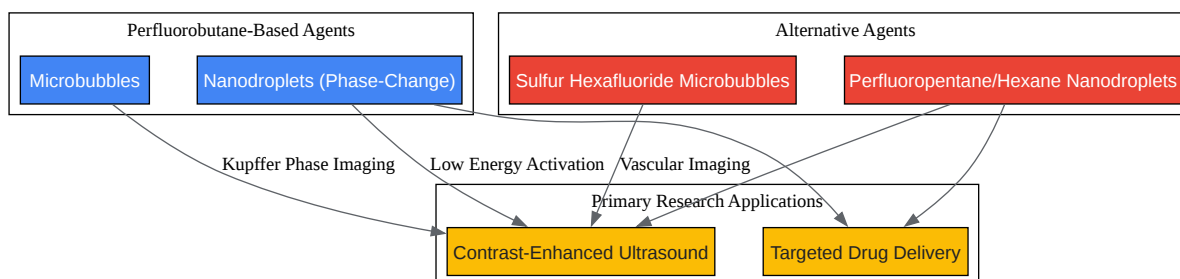 Perfluorobutane-Based Agents
Alternative Agents
Microbubbles
Nanodroplets (Phase-Change)
Sulfur Hexafluoride Microbubbles
Perfluoropentane/Hexane Nanodroplets
Kupffer Phase Imaging
Low Energy Activation
Vascular Imaging
Primary Research Applications
Contrast-Enhanced Ultrasound
Targeted Drug Delivery